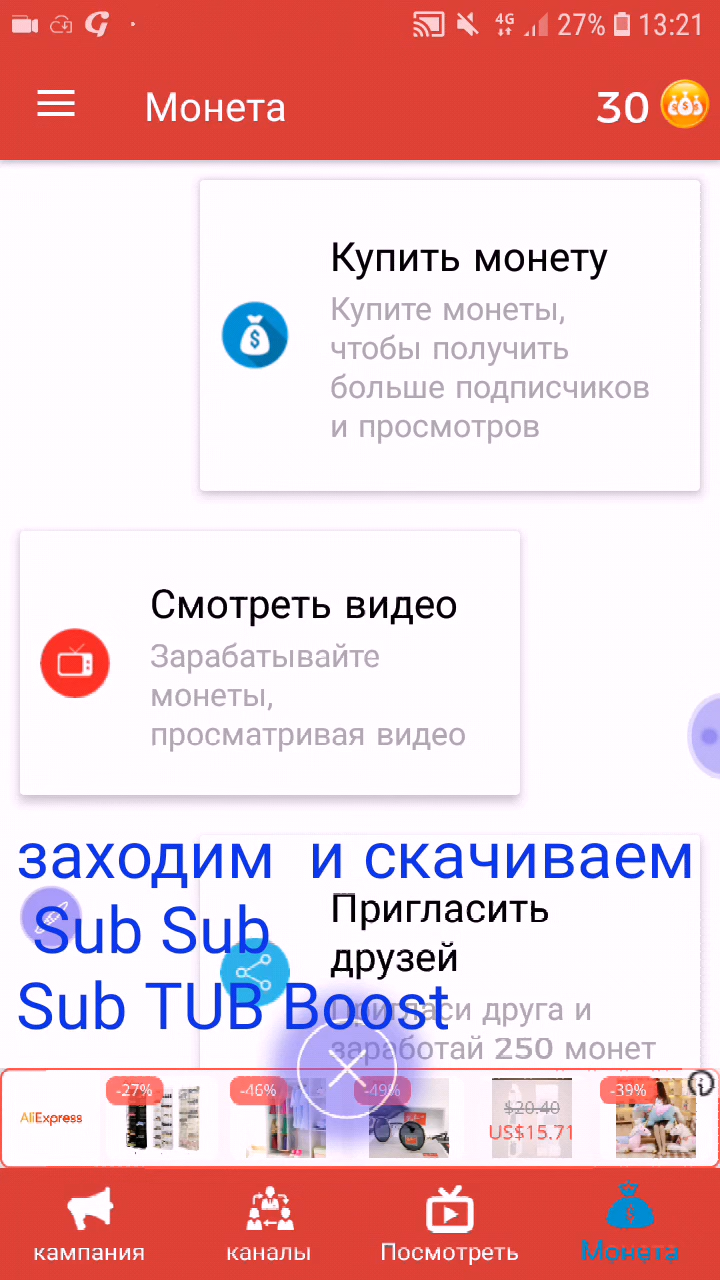 4G 27% 13:21
Монета 30
Купить монету
Купите монеты,
чтобы получить
больше подписчиков
и просмотров
Смотреть видео
Зарабатывайте
монеты,
просматривая видео
заходим и скачиваем
Sub Sub
Sub TUB Boost
Пригласить
друзей
Пригласи друга и
заработай 250 монет
AliExpress
-27% -46% -49% $20.40 -39%
US$15.71
кампания каналы Посмотреть Монета